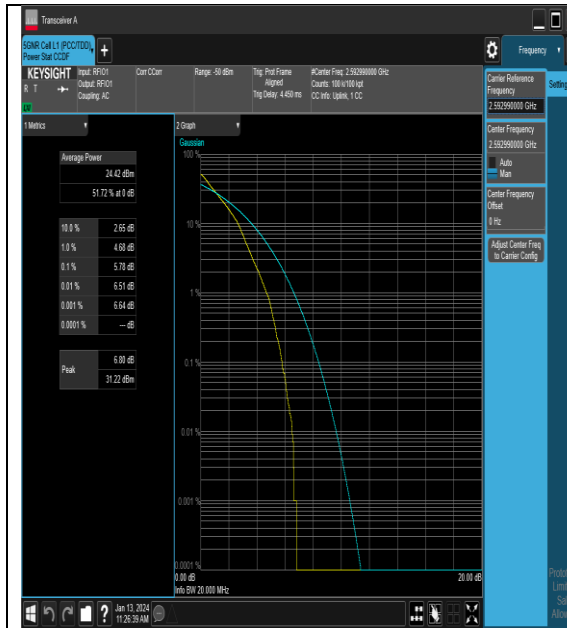 Transceiver A
5GNR Cell L1 (PCC/TDD)
Power Stat CCDF
Frequency
KEYSIGHT
R T
Input: RFIO1
Output: RFIO1
Coupling: AC
Corr CCorr
Range: -50 dBm
Trig: Prot Frame
Aligned
Trig Delay: 4.450 ms
#Center Freq: 2.592990000 GHz
Counts: 100 k/100 kpt
CC Info: Uplink, 1 CC
Carrier Reference
Frequency
2.592990000 GHz
Settings
1 Metrics
2 Graph
Center Frequency
2.592990000 GHz
Auto
Man
Center Frequency
Offset
0 Hz
Adjust Center Freq
to Carrier Config
Average Power
24.42 dBm
51.72 % at 0 dB
10.0 % 2.65 dB
1.0 % 4.68 dB
0.1 % 5.78 dB
0.01 % 6.51 dB
0.001 % 6.64 dB
0.0001 % --- dB
Peak
6.80 dB
31.22 dBm
Gaussian
100 %
10 %
1 %
0.1 %
0.01 %
0.001 %
0.0001 %
0.00 dB
20.00 dB
Info BW 20.000 MHz
Jan 13, 2024
11:26:39 AM
?